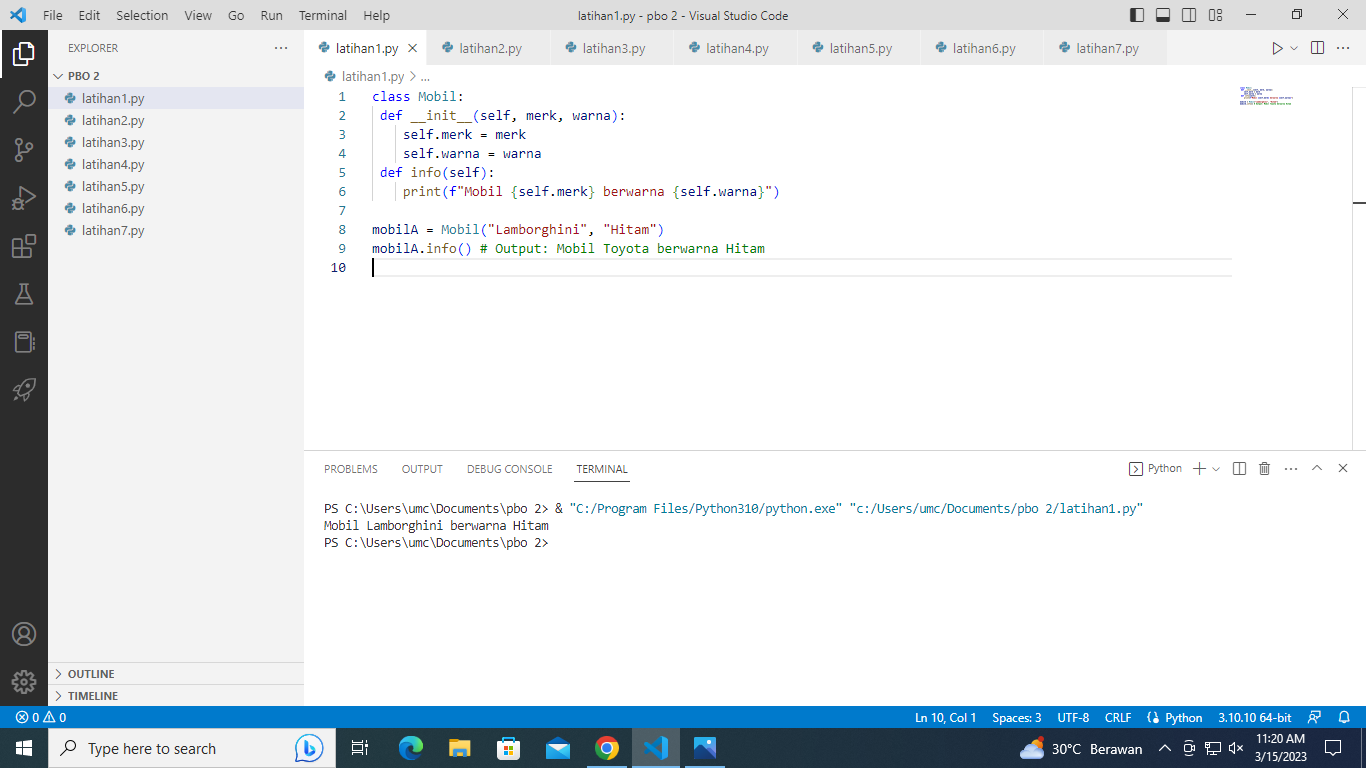 File Edit Selection View Go Run Terminal Help
latihan1.py - pbo 2 - Visual Studio Code
EXPLORER
PBO 2
latihan1.py
latihan2.py
latihan3.py
latihan4.py
latihan5.py
latihan6.py
latihan7.py
OUTLINE
TIMELINE
latihan1.py latihan2.py latihan3.py latihan4.py latihan5.py latihan6.py latihan7.py
latihan1.py > ...
1 class Mobil:
2  def __init__(self, merk, warna):
3     self.merk = merk
4     self.warna = warna
5  def info(self):
6     print(f"Mobil {self.merk} berwarna {self.warna}")
7
8 mobilA = Mobil("Lamborghini", "Hitam")
9 mobilA.info() # Output: Mobil Toyota berwarna Hitam
10
PROBLEMS OUTPUT DEBUG CONSOLE TERMINAL
Python
PS C:\Users\umc\Documents\pbo 2> & "C:/Program Files/Python310/python.exe" "c:/Users/umc/Documents/pbo 2/latihan1.py"
Mobil Lamborghini berwarna Hitam
PS C:\Users\umc\Documents\pbo 2>
0 0
Ln 10, Col 1 Spaces: 3 UTF-8 CRLF Python 3.10.10 64-bit
Type here to search
30°C Berawan
11:20 AM
3/15/2023